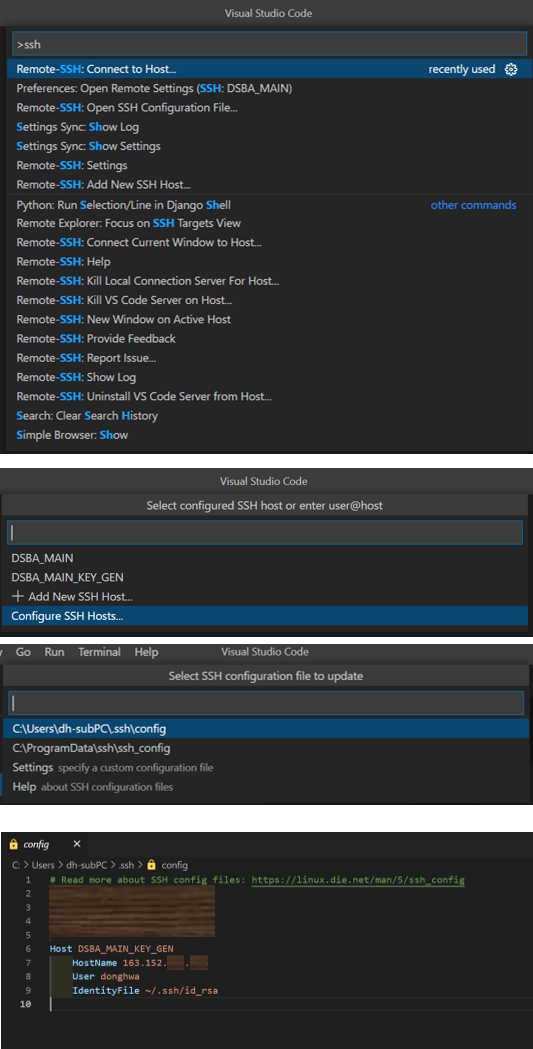 Visual Studio Code
>ssh
Remote-SSH: Connect to Host... recently used
Preferences: Open Remote Settings (SSH: DSBA_MAIN)
Remote-SSH: Open SSH Configuration File...
Settings Sync: Show Log
Settings Sync: Show Settings
Remote-SSH: Settings
Remote-SSH: Add New SSH Host...
Python: Run Selection/Line in Django Shell other commands
Remote Explorer: Focus on SSH Targets View
Remote-SSH: Connect Current Window to Host...
Remote-SSH: Help
Remote-SSH: Kill Local Connection Server For Host...
Remote-SSH: Kill VS Code Server on Host...
Remote-SSH: New Window on Active Host
Remote-SSH: Provide Feedback
Remote-SSH: Report Issue...
Remote-SSH: Show Log
Remote-SSH: Uninstall VS Code Server from Host...
Search: Clear Search History
Simple Browser: Show
Visual Studio Code
Select configured SSH host or enter user@host
DSBA_MAIN
DSBA_MAIN_KEY_GEN
+ Add New SSH Host...
Configure SSH Hosts...
Go Run Terminal Help Visual Studio Code
Select SSH configuration file to update
C:\Users\dh-subPC\.ssh\config
C:\ProgramData\ssh\ssh_config
Settings specify a custom configuration file
Help about SSH configuration files
config ×
C: > Users > dh-subPC > .ssh > config
1 # Read more about SSH config files: https://linux.die.net/man/5/ssh_config
2
3
4
5
6 Host DSBA_MAIN_KEY_GEN
7 HostName 163.152. .
8 User donghwa
9 IdentityFile ~/.ssh/id_rsa
10